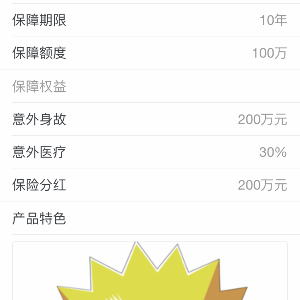 保障期限 10年
保障额度 100万
保障权益
意外身故 200万元
意外医疗 30%
保险分红 200万元
产品特色